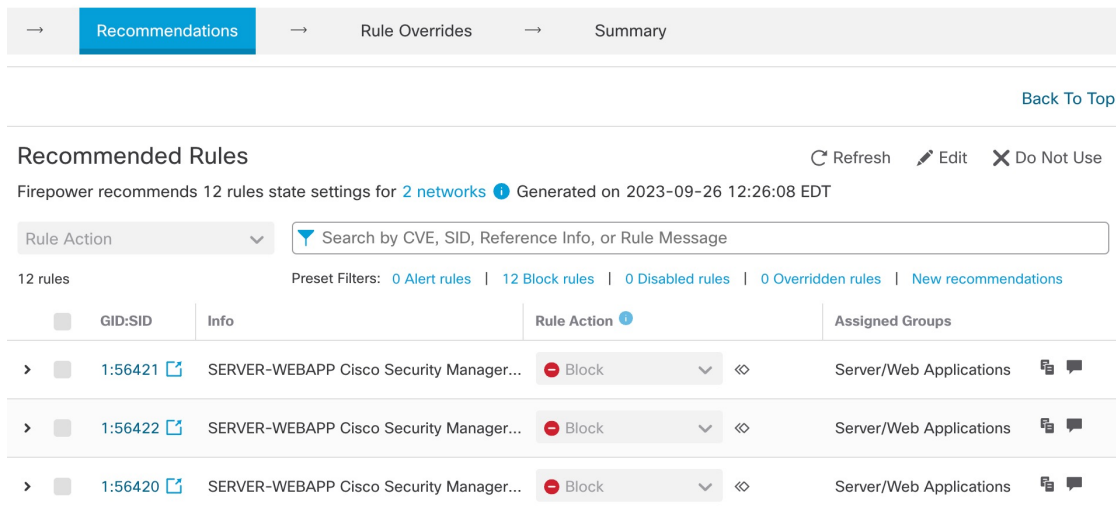 → Recommendations → Rule Overrides → Summary
Back To Top
Recommended Rules
Refresh Edit Do Not Use
Firepower recommends 12 rules state settings for 2 networks Generated on 2023-09-26 12:26:08 EDT
Rule Action Search by CVE, SID, Reference Info, or Rule Message
12 rules Preset Filters: 0 Alert rules | 12 Block rules | 0 Disabled rules | 0 Overridden rules | New recommendations
GID:SID Info Rule Action Assigned Groups
1:56421 SERVER-WEBAPP Cisco Security Manager... Block Server/Web Applications
1:56422 SERVER-WEBAPP Cisco Security Manager... Block Server/Web Applications
1:56420 SERVER-WEBAPP Cisco Security Manager... Block Server/Web Applications